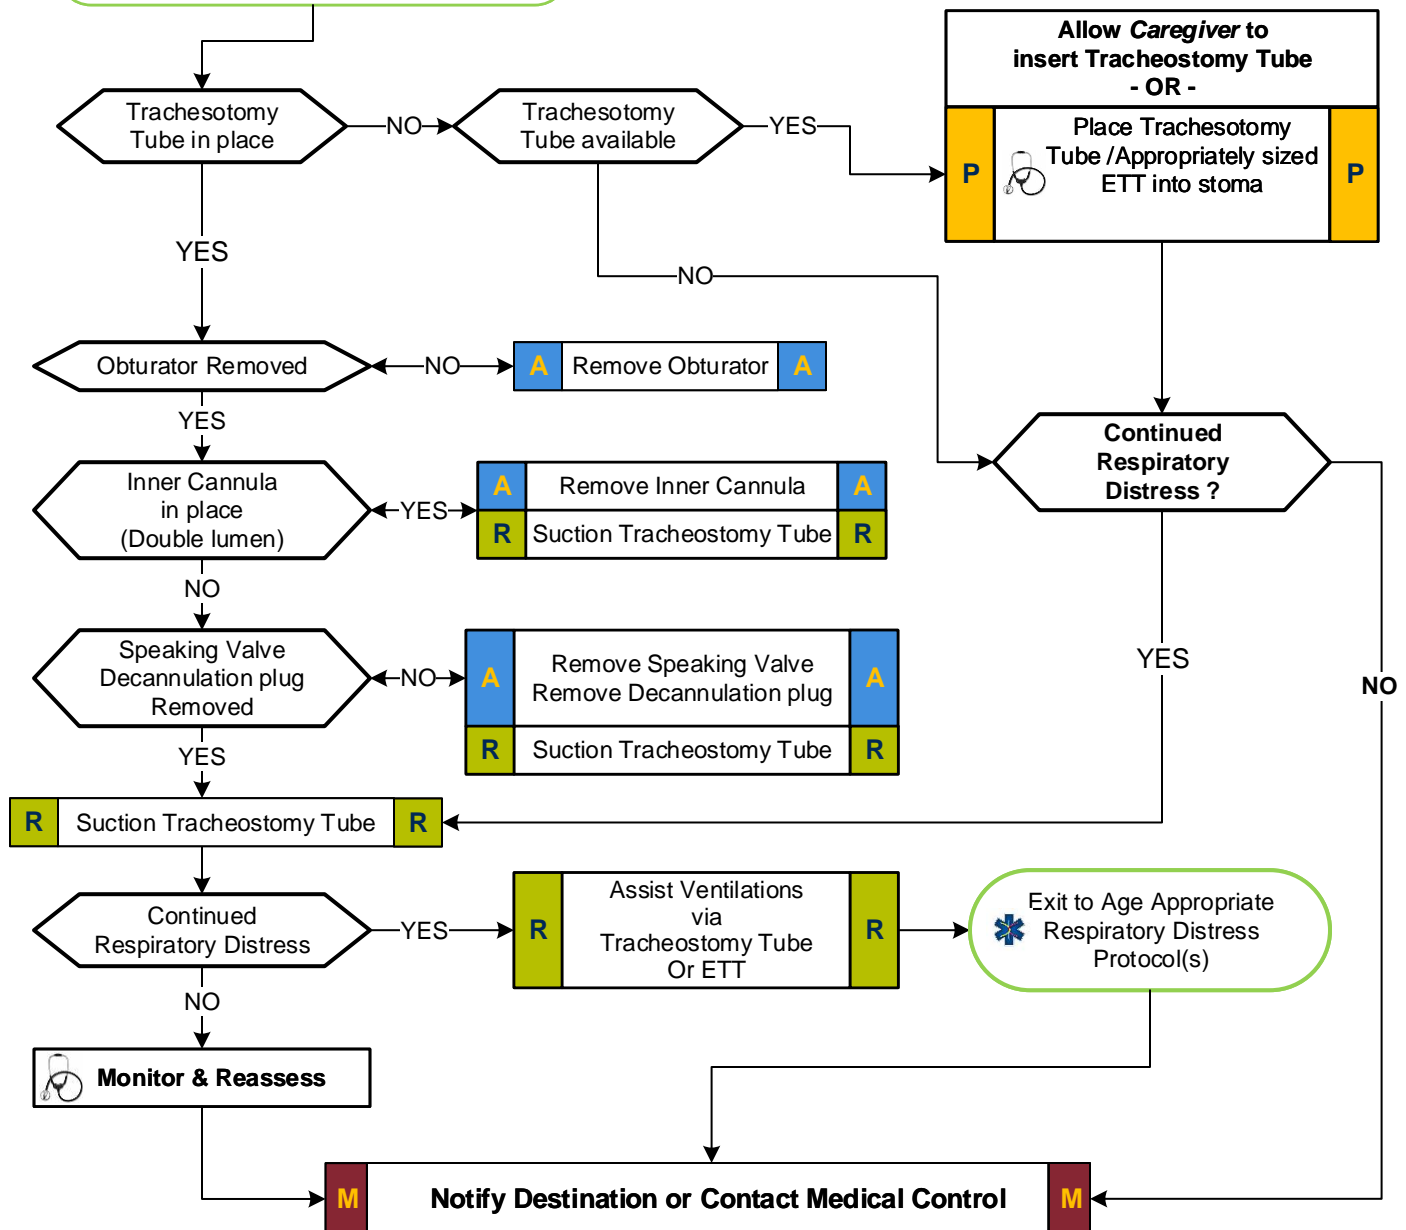 Allow Caregiver to
insert Tracheostomy Tube
- OR -
Trachesotomy
Tube in place
NO
Trachesotomy
Tube available
YES
P
Place Trachesotomy
Tube /Appropriately sized
ETT into stoma
P
YES
NO
Obturator Removed
NO
A
Remove Obturator
A
YES
Continued
Respiratory
Distress ?
Inner Cannula
in place
(Double lumen)
YES
A
Remove Inner Cannula
A
R
Suction Tracheostomy Tube
R
NO
Speaking Valve
Decannulation plug
Removed
NO
A
Remove Speaking Valve
Remove Decannulation plug
A
R
Suction Tracheostomy Tube
R
YES
NO
YES
R
Suction Tracheostomy Tube
R
Continued
Respiratory Distress
YES
R
Assist Ventilations
via
Tracheostomy Tube
Or ETT
R
Exit to Age Appropriate
Respiratory Distress
Protocol(s)
NO
Monitor & Reassess
M
Notify Destination or Contact Medical Control
M